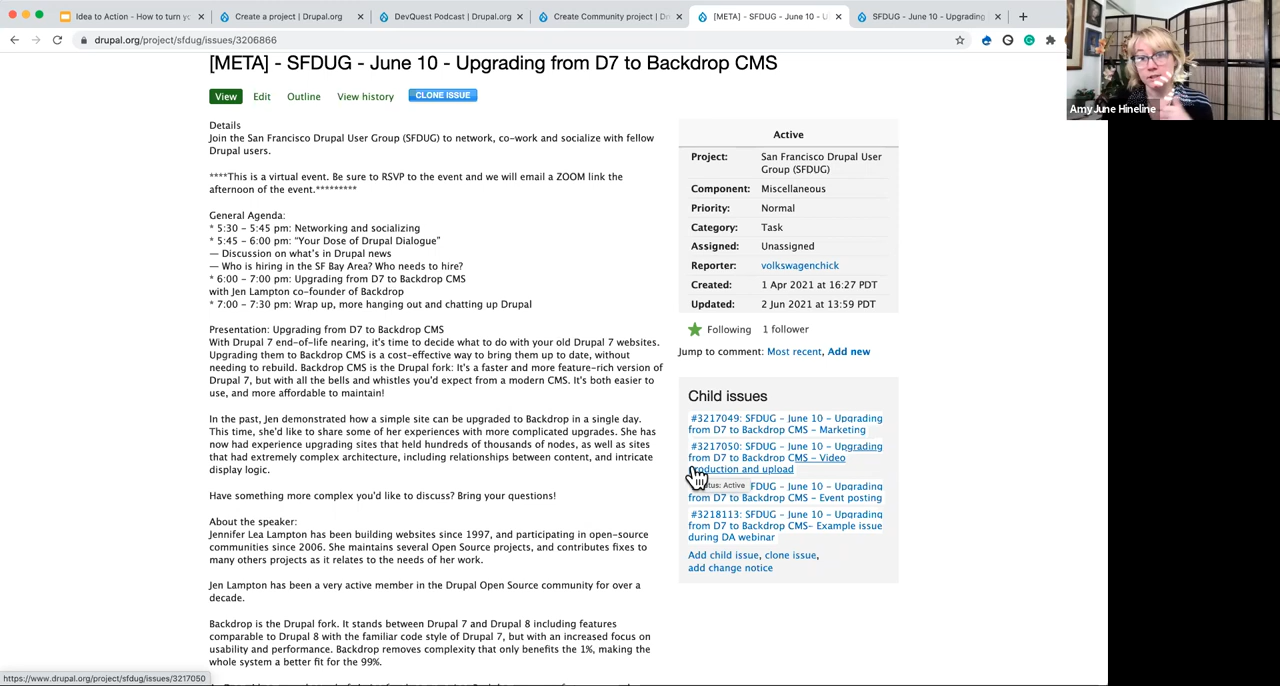 Idea to Action - How to turn yo
Create a project | Drupal.org
DevQuest Podcast | Drupal.org
Create Community project | Dr
[META] - SFDUG - June 10 - U
SFDUG - June 10 - Upgrading
drupal.org/project/sfdug/issues/3206866
Amy June Hineline
[META] - SFDUG - June 10 - Upgrading from D7 to Backdrop CMS
View Edit Outline View history CLONE ISSUE
Details
Join the San Francisco Drupal User Group (SFDUG) to network, co-work and socialize with fellow
Drupal users.
****This is a virtual event. Be sure to RSVP to the event and we will email a ZOOM link the
afternoon of the event.*********
General Agenda:
* 5:30 - 5:45 pm: Networking and socializing
* 5:45 - 6:00 pm: “Your Dose of Drupal Dialogue”
— Discussion on what's in Drupal news
— Who is hiring in the SF Bay Area? Who needs to hire?
* 6:00 - 7:00 pm: Upgrading from D7 to Backdrop CMS
with Jen Lampton co-founder of Backdrop
* 7:00 - 7:30 pm: Wrap up, more hanging out and chatting up Drupal
Presentation: Upgrading from D7 to Backdrop CMS
With Drupal 7 end-of-life nearing, it's time to decide what to do with your old Drupal 7 websites.
Upgrading them to Backdrop CMS is a cost-effective way to bring them up to date, without
needing to rebuild. Backdrop CMS is the Drupal fork: It's a faster and more feature-rich version of
Drupal 7, but with all the bells and whistles you'd expect from a modern CMS. It's both easier to
use, and more affordable to maintain!
In the past, Jen demonstrated how a simple site can be upgraded to Backdrop in a single day.
This time, she'd like to share some of her experiences with more complicated upgrades. She has
now had experience upgrading sites that held hundreds of thousands of nodes, as well as sites
that had extremely complex architecture, including relationships between content, and intricate
display logic.
Have something more complex you'd like to discuss? Bring your questions!
About the speaker:
Jennifer Lea Lampton has been building websites since 1997, and participating in open-source
communities since 2006. She maintains several Open Source projects, and contributes fixes to
many others projects as it relates to the needs of her work.
Jen Lampton has been a very active member in the Drupal Open Source community for over a
decade.
Backdrop is the Drupal fork. It stands between Drupal 7 and Drupal 8 including features
comparable to Drupal 8 with the familiar code style of Drupal 7, but with an increased focus on
usability and performance. Backdrop removes complexity that only benefits the 1%, making the
whole system a better fit for the 99%.
Active
Project: San Francisco Drupal User
Group (SFDUG)
Component: Miscellaneous
Priority: Normal
Category: Task
Assigned: Unassigned
Reporter: volkswagenchick
Created: 1 Apr 2021 at 16:27 PDT
Updated: 2 Jun 2021 at 13:59 PDT
Following 1 follower
Jump to comment: Most recent, Add new
Child issues
#3217049: SFDUG - June 10 - Upgrading
from D7 to Backdrop CMS - Marketing
#3217050: SFDUG - June 10 - Upgrading
from D7 to Backdrop CMS - Video
production and upload
Status: Active
SFDUG - June 10 - Upgrading
from D7 to Backdrop CMS - Event posting
#3218113: SFDUG - June 10 - Upgrading
from D7 to Backdrop CMS- Example issue
during DA webinar
Add child issue, clone issue,
add change notice
https://www.drupal.org/project/sfdug/issues/3217050